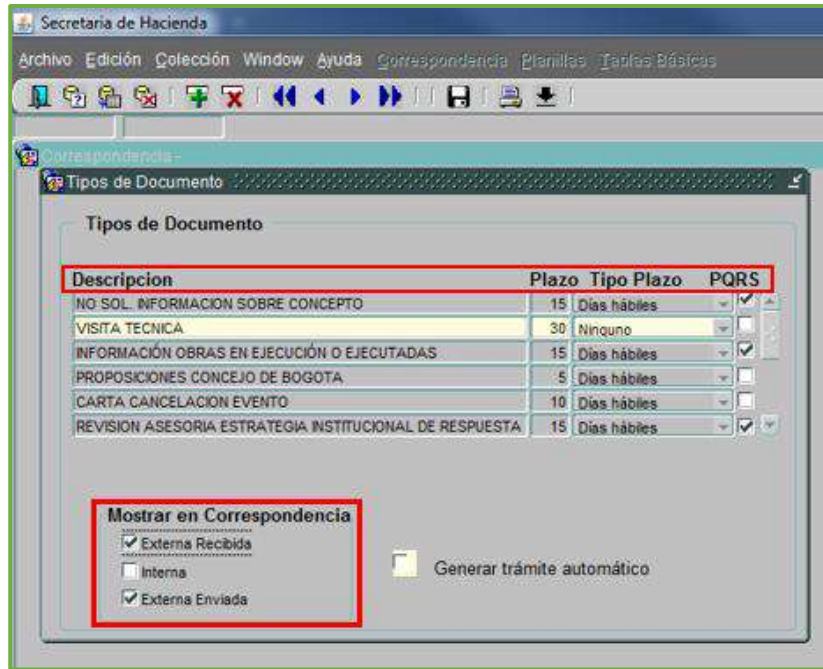 Secretaria de Hacienda
Archivo Edición Colección Window Ayuda Correspondencia Planillas Tablas Básicas
Correspondencia -
Tipos de Documento
Tipos de Documento
Descripcion Plazo Tipo Plazo PQRS
NO SOL. INFORMACION SOBRE CONCEPTO 15 Días hábiles
VISITA TECNICA 30 Ninguno
INFORMACIÓN OBRAS EN EJECUCIÓN O EJECUTADAS 15 Días hábiles
PROPOSICIONES CONCEJO DE BOGOTA 5 Días hábiles
CARTA CANCELACION EVENTO 10 Días hábiles
REVISION ASESORIA ESTRATEGIA INSTITUCIONAL DE RESPUESTA 15 Días hábiles
Mostrar en Correspondencia
Externa Recibida
Interna
Externa Enviada
Generar trámite automático